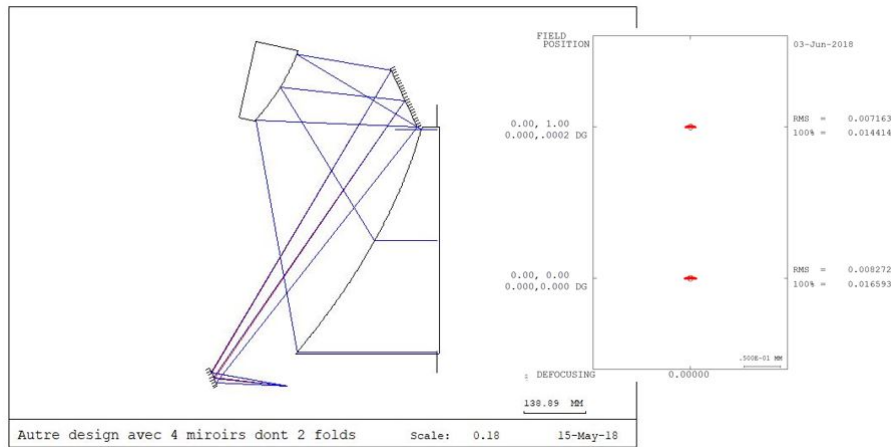 FIELD
POSITION
03-Jun-2018
0.00, 1.00
0.000,.0002 DG
RMS = 0.007163
100% = 0.014414
0.00, 0.00
0.000,0.000 DG
RMS = 0.008272
100% = 0.016593
.500E-01 MM
DEFOCUSING 0.00000
138.89 MM
Autre design avec 4 miroirs dont 2 folds Scale: 0.18 15-May-18